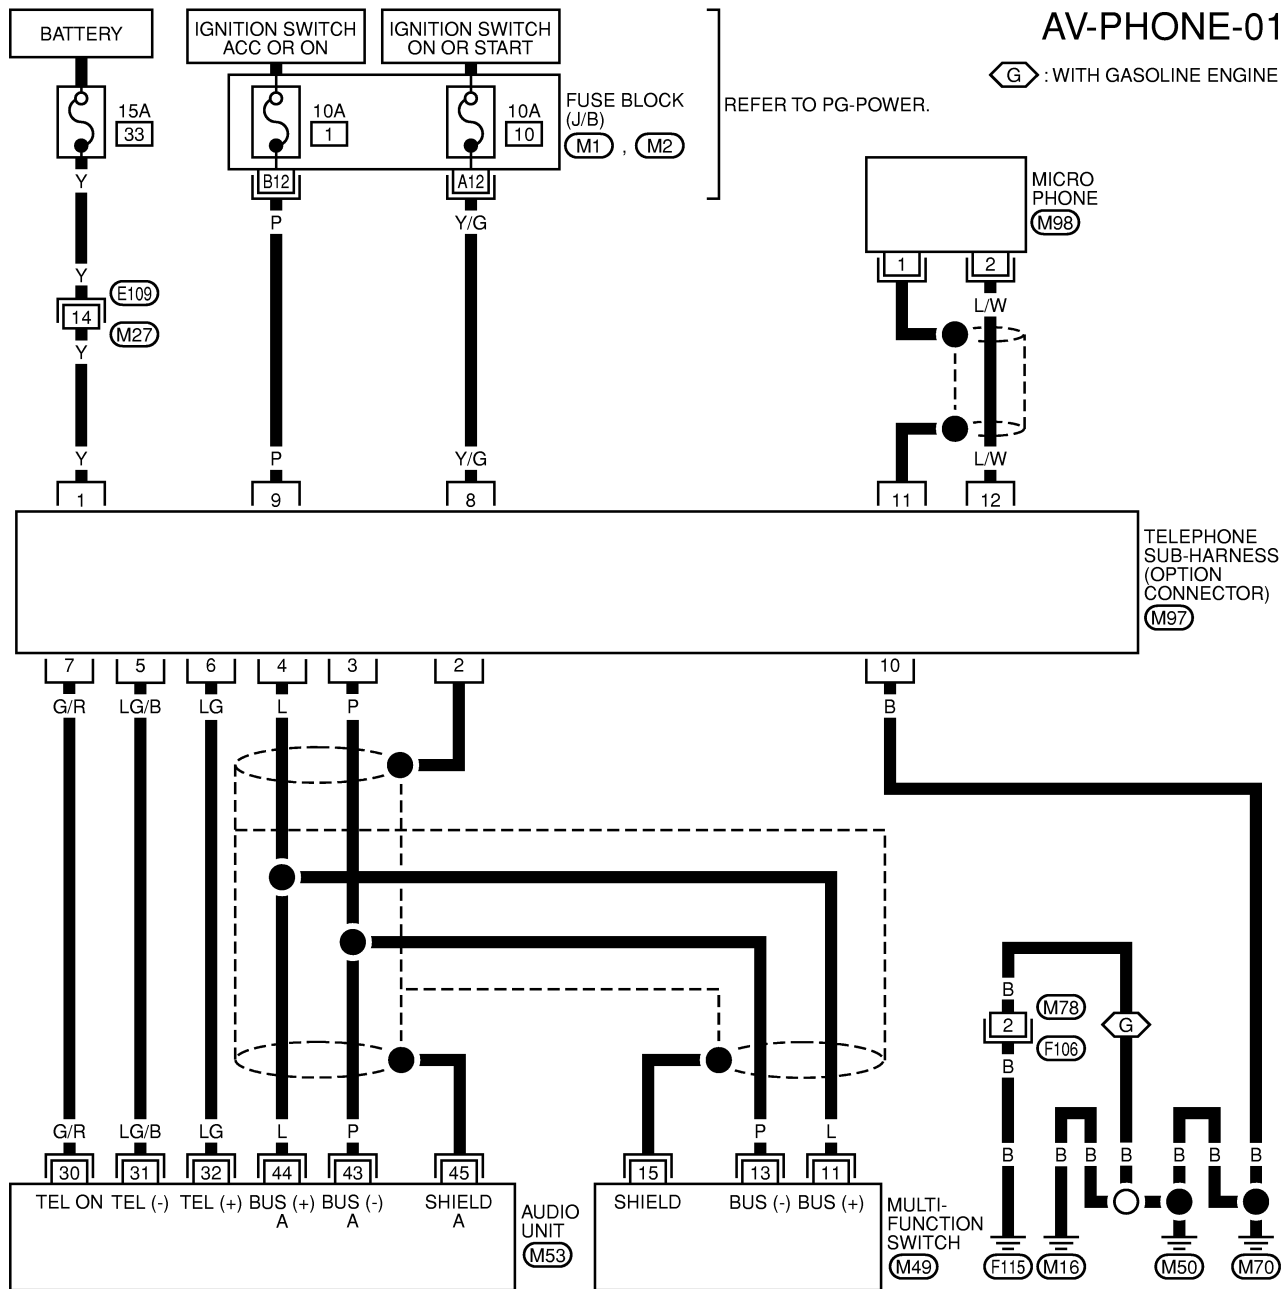 AV-PHONE-01
G : WITH GASOLINE ENGINE
BATTERY
IGNITION SWITCH
ACC OR ON
IGNITION SWITCH
ON OR START
15A
33
10A
1
10A
10
FUSE BLOCK
(J/B)
M1 , M2
REFER TO PG-POWER.
B12
A12
Y
P
Y/G
MICRO
PHONE
M98
1
2
L/W
Y
E109
14
M27
Y
Y
P
Y/G
L/W
1
9
8
11
12
TELEPHONE
SUB-HARNESS
(OPTION
CONNECTOR)
M97
7
5
6
4
3
2
10
G/R
LG/B
LG
L
P
B
B
2
M78
F106
G
B
G/R
LG/B
LG
L
P
P
L
B
B
B
B
B
B
B
30
31
32
44
43
45
15
13
11
TEL ON
TEL (-)
TEL (+)
BUS (+)
A
BUS (-)
A
SHIELD
A
AUDIO
UNIT
M53
SHIELD
BUS (-)
BUS (+)
MULTI-
FUNCTION
SWITCH
M49
F115
M16
M50
M70